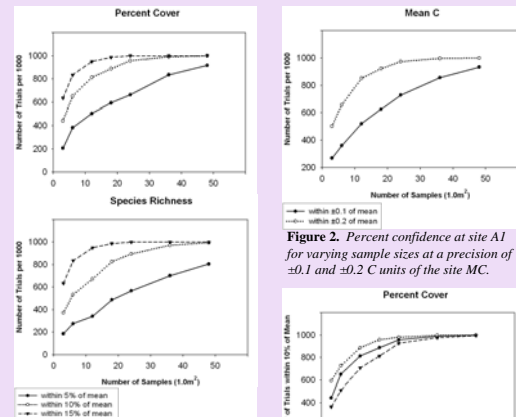 Percent Cover
Number of Trials per 1000
1000
800
600
400
200
0
0 10 20 30 40 50
Number of Samples (1.0m²)
Species Richness
Number of Trials per 1000
1000
800
600
400
200
0
0 10 20 30 40 50
Number of Samples (1.0m²)
within 5% of mean
within 10% of mean
within 15% of mean
Mean C
Number of Trials per 1000
1000
800
600
400
200
0 10 20 30 40 50
Number of Samples (1.0m²)
within ±0.1 of mean
within ±0.2 of mean
Figure 2. Percent confidence at site A1
for varying sample sizes at a precision of
±0.1 and ±0.2 C units of the site MC.
Percent Cover
of Trials within 10% of Mean
1000
800
600
400